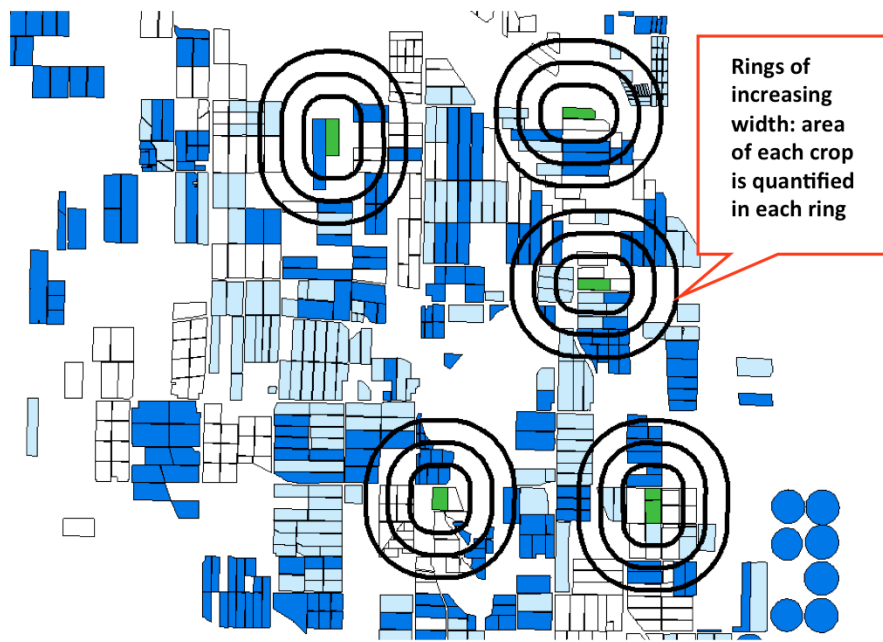 Rings of
increasing
width: area
of each crop
is quantified
in each ring